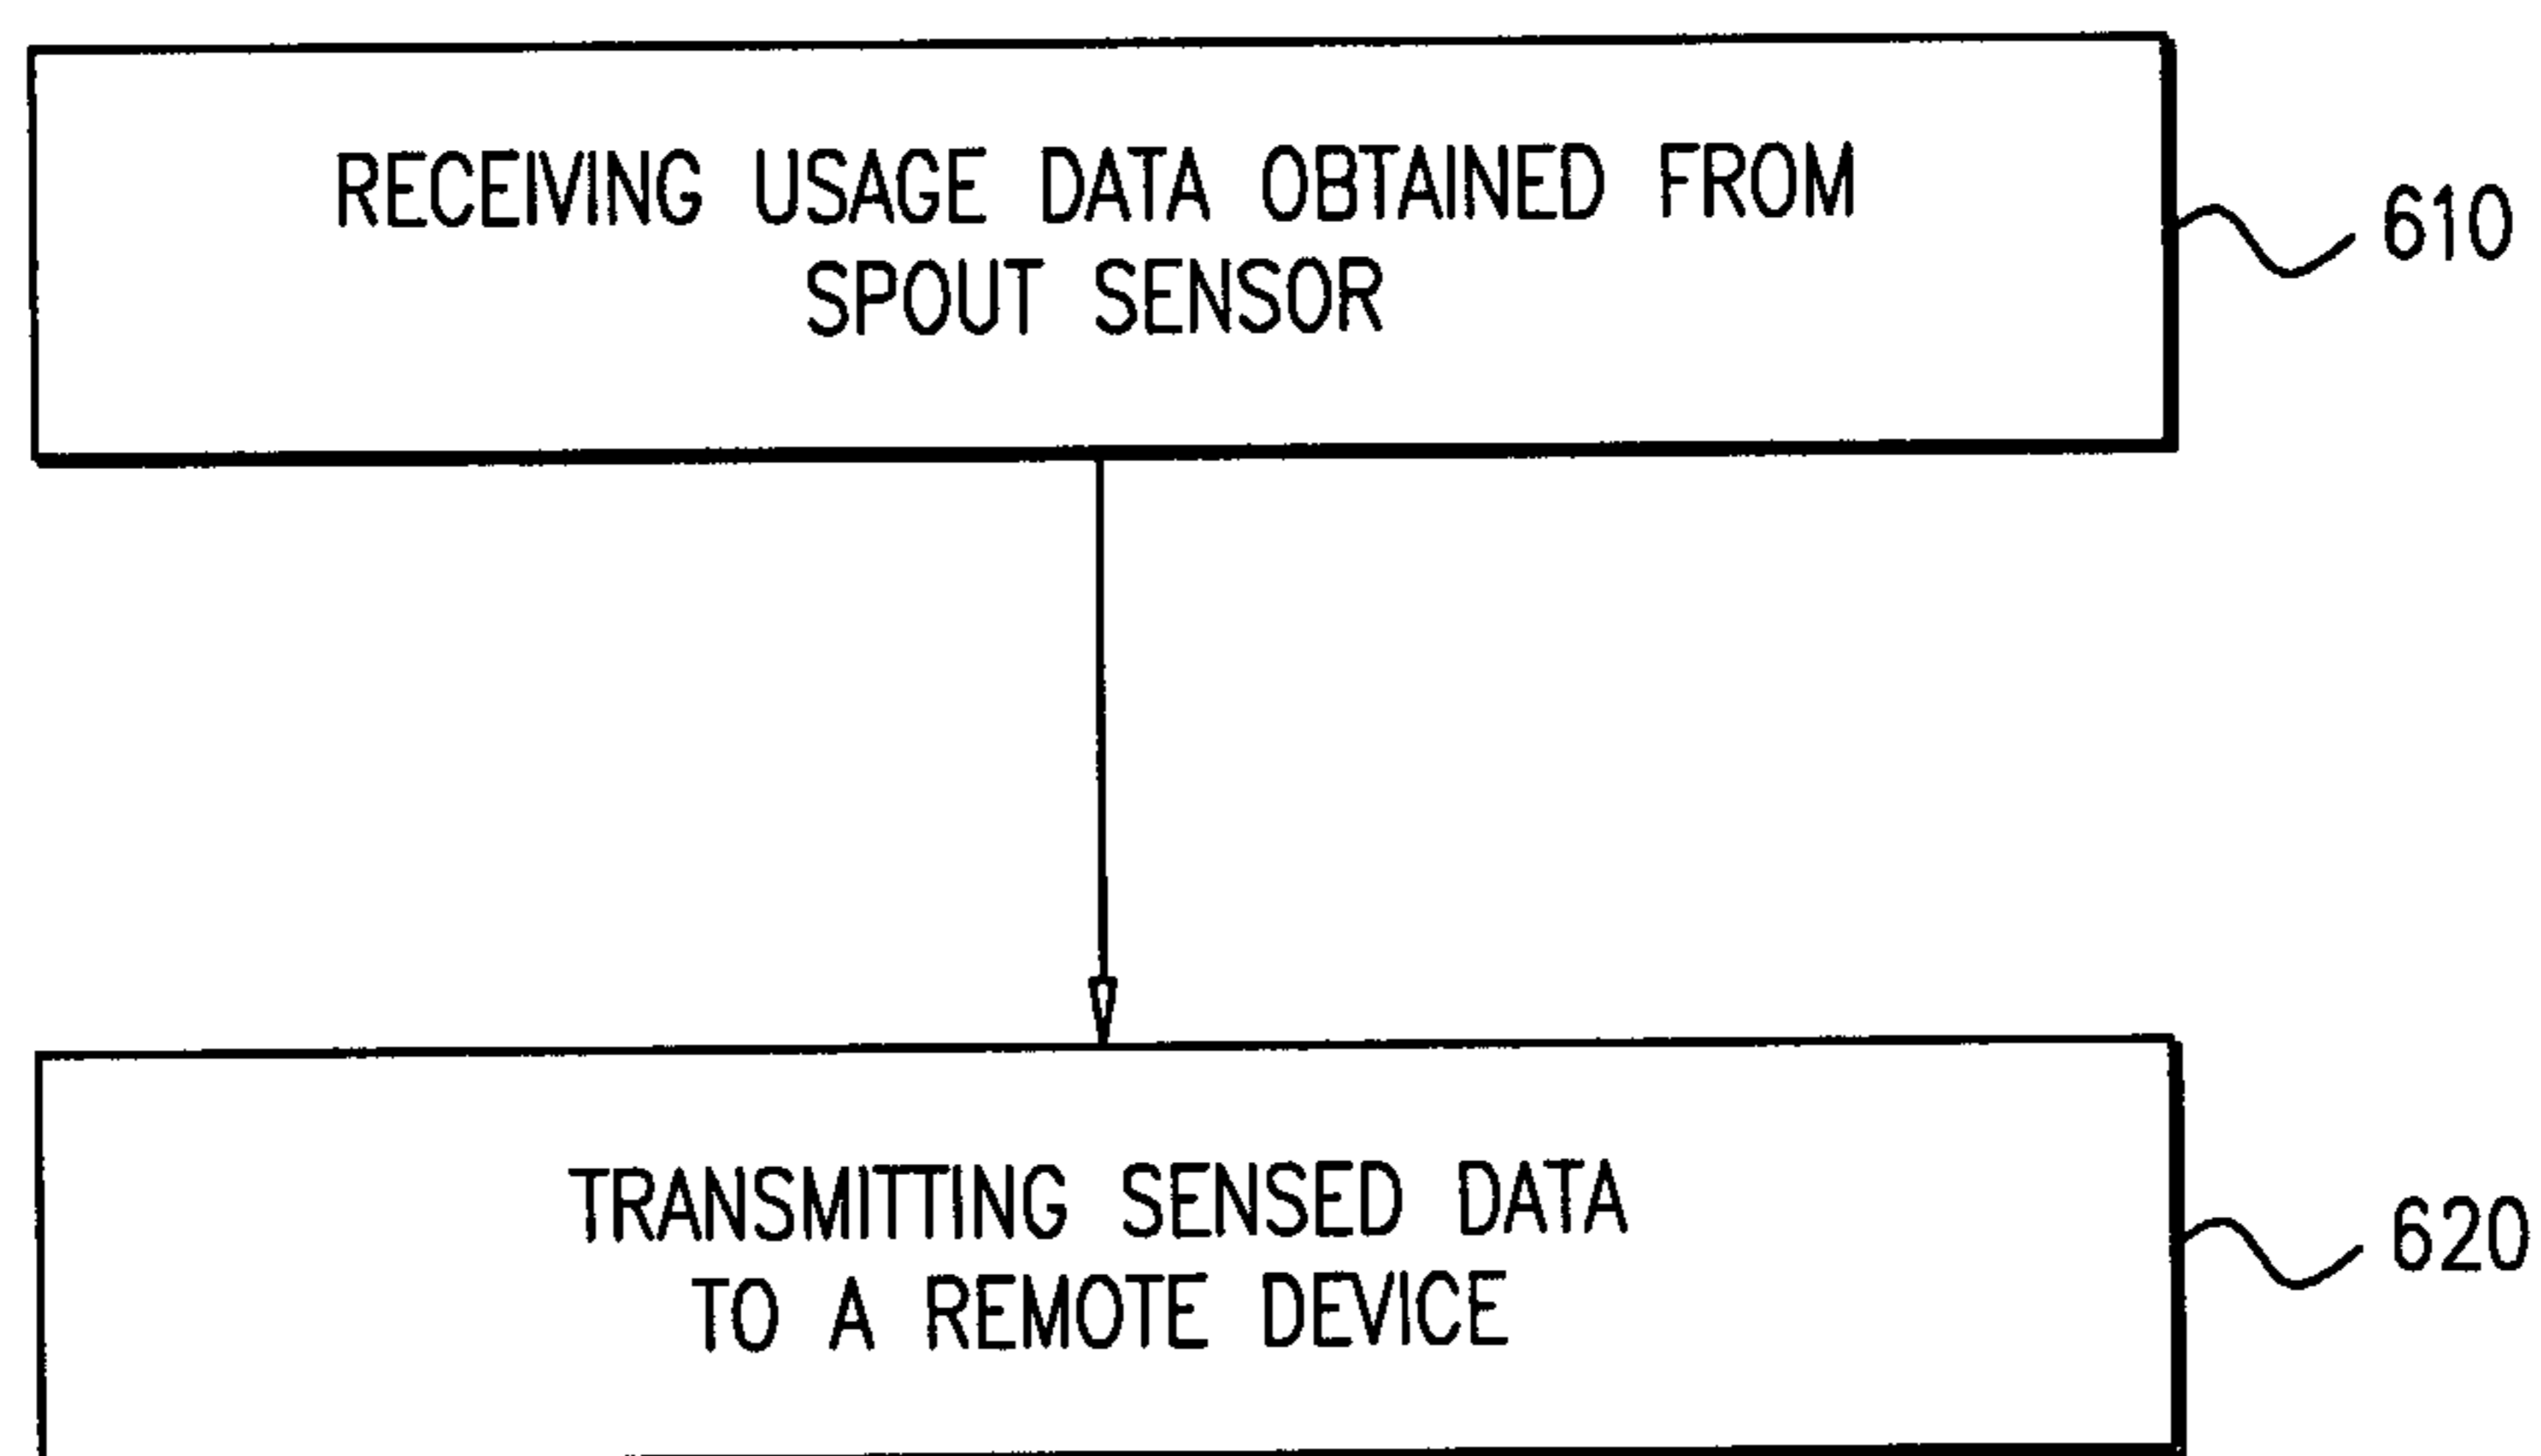 RECEIVING USAGE DATA OBTAINED FROM
SPOUT SENSOR
610
TRANSMITTING SENSED DATA
TO A REMOTE DEVICE
620